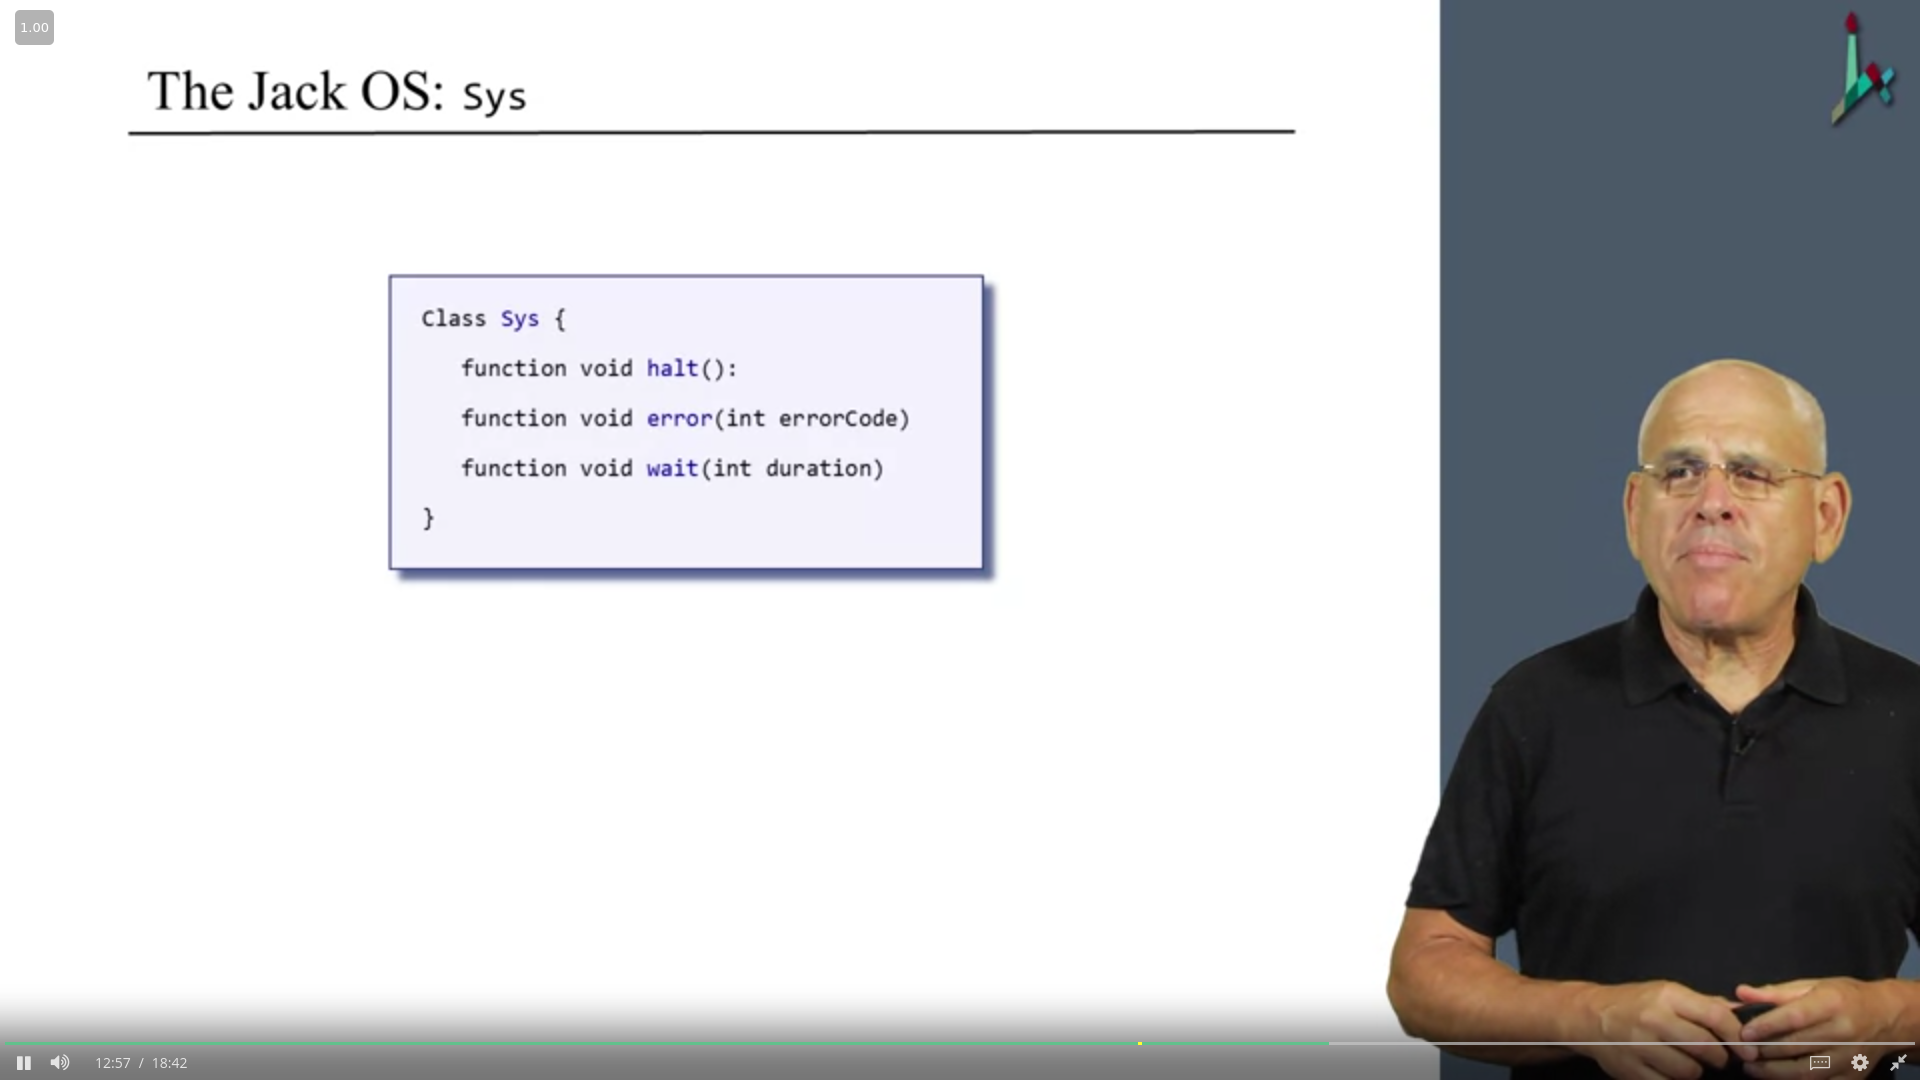 1.00
The Jack OS: Sys
Class Sys {
function void halt():
function void error(int errorCode)
function void wait(int duration)
}
12:57 / 18:42